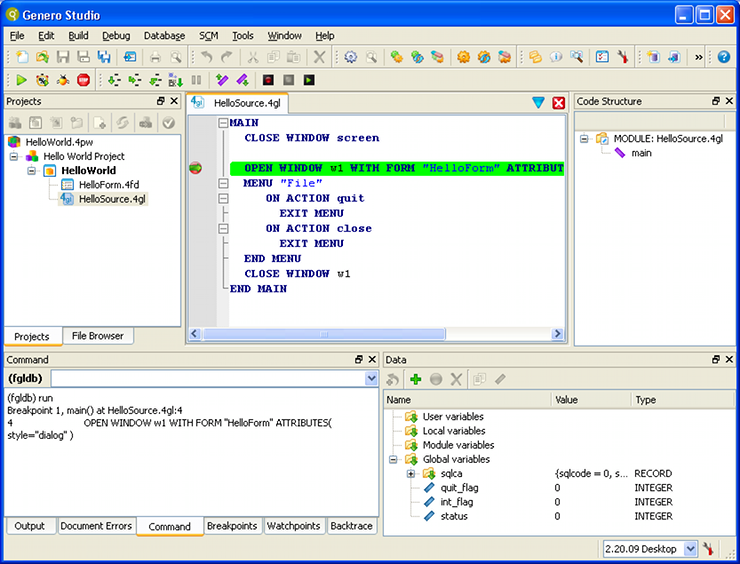 Genero Studio
File Edit Build Debug Database SCM Tools Window Help
Projects
HelloWorld.4pw
Hello World Project
HelloWorld
HelloForm.4fd
HelloSource.4gl
Projects File Browser
HelloSource.4gl
MAIN
CLOSE WINDOW screen
OPEN WINDOW w1 WITH FORM "HelloForm" ATTRIBUT
MENU "File"
ON ACTION quit
EXIT MENU
ON ACTION close
EXIT MENU
END MENU
CLOSE WINDOW w1
END MAIN
Code Structure
MODULE: HelloSource.4gl
main
Command
(fgldb)
(fgldb) run
Breakpoint 1, main() at HelloSource.4gl:4
4 OPEN WINDOW w1 WITH FORM "HelloForm" ATTRIBUTES(
style="dialog" )
Output Document Errors Command Breakpoints Watchpoints Backtrace
Data
Name Value Type
User variables
Local variables
Module variables
Global variables
sqlca {sqlcode = 0, s... RECORD
quit_flag 0 INTEGER
int_flag 0 INTEGER
status 0 INTEGER
2.20.09 Desktop